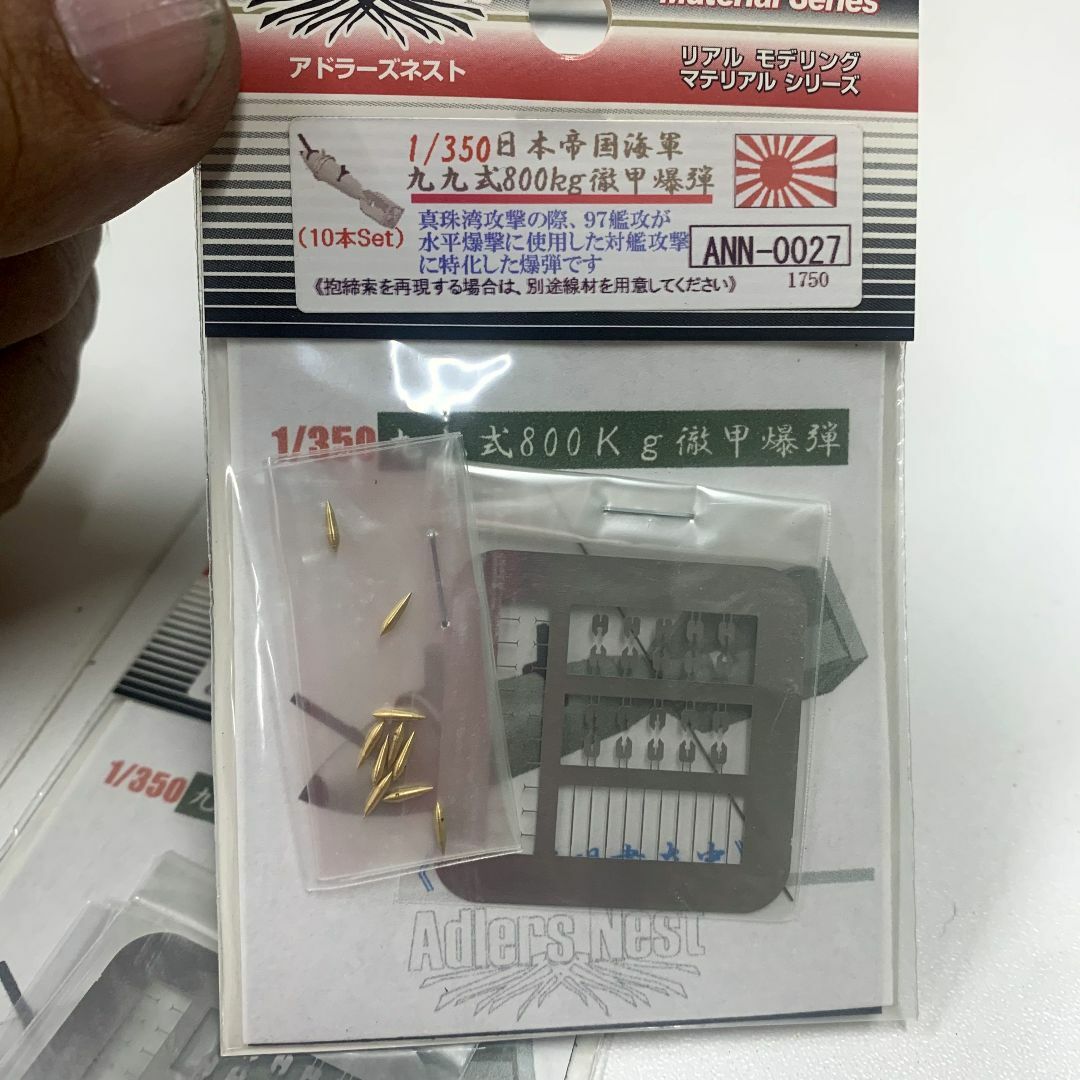 Material Series
アドラーズネスト
リアル モデリング
マテリアル シリーズ
1/350日本帝国海軍
九九式800kg徹甲爆弾
(10本Set)
真珠湾攻撃の際、97艦攻が
水平爆撃に使用した対艦攻撃
に特化した爆弾です
ANN-0027
1750
《抱締索を再現する場合は、別途線材を用意してください》
1/350 九九式800Kg徹甲爆弾
Adlers Nest
1/350 九